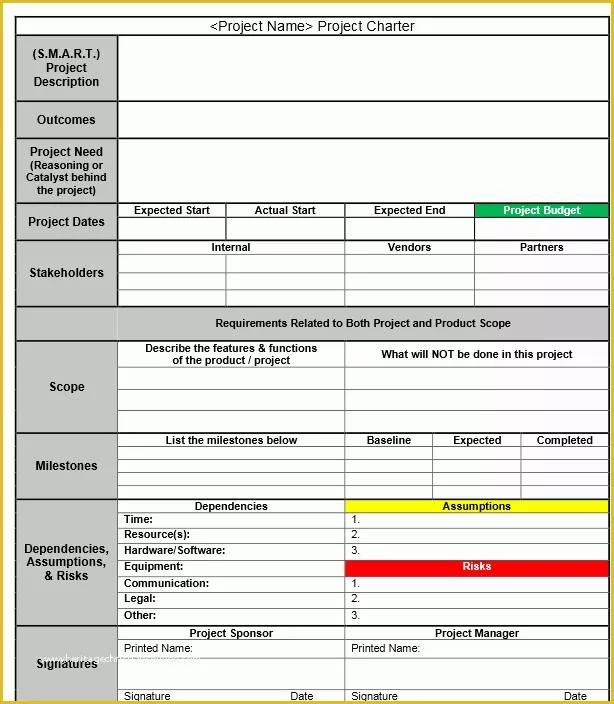 <Project Name> Project Charter
(S.M.A.R.T.)
Project
Description
Outcomes
Project Need
(Reasoning or
Catalyst behind
the project)
Project Dates
Expected Start
Actual Start
Expected End
Project Budget
Stakeholders
Internal
Vendors
Partners
Requirements Related to Both Project and Product Scope
Scope
Describe the features & functions
of the product / project
What will NOT be done in this project
Milestones
List the milestones below
Baseline
Expected
Completed
Dependencies,
Assumptions,
& Risks
Dependencies
Assumptions
Time:
1.
Resource(s):
2.
Hardware/Software:
3.
Equipment:
Risks
Communication:
1.
Legal:
2.
Other:
3.
Signatures
Project Sponsor
Project Manager
Printed Name:
Printed Name:
Signature Date
Signature Date